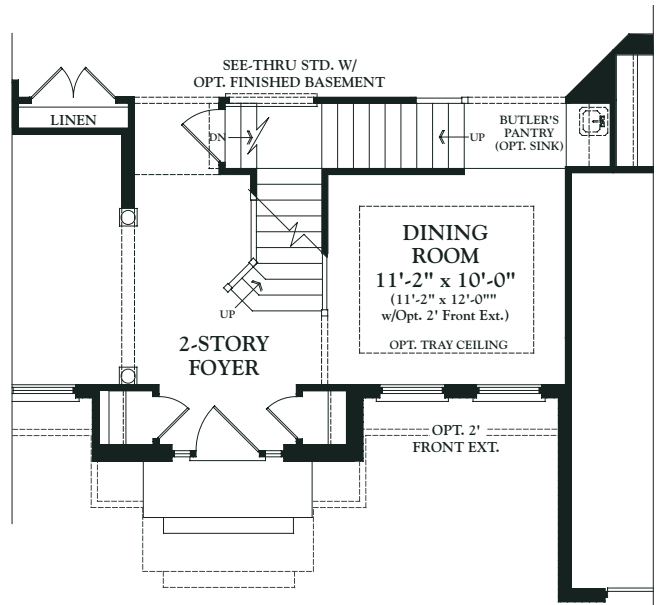 SEE-THRU STD. W/
OPT. FINISHED BASEMENT
LINEN
DN
UP
BUTLER'S
PANTRY
(OPT. SINK)
DINING
ROOM
11'-2" x 10'-0"
(11'-2" x 12'-0""
w/Opt. 2' Front Ext.)
OPT. TRAY CEILING
UP
2-STORY
FOYER
OPT. 2'
FRONT EXT.